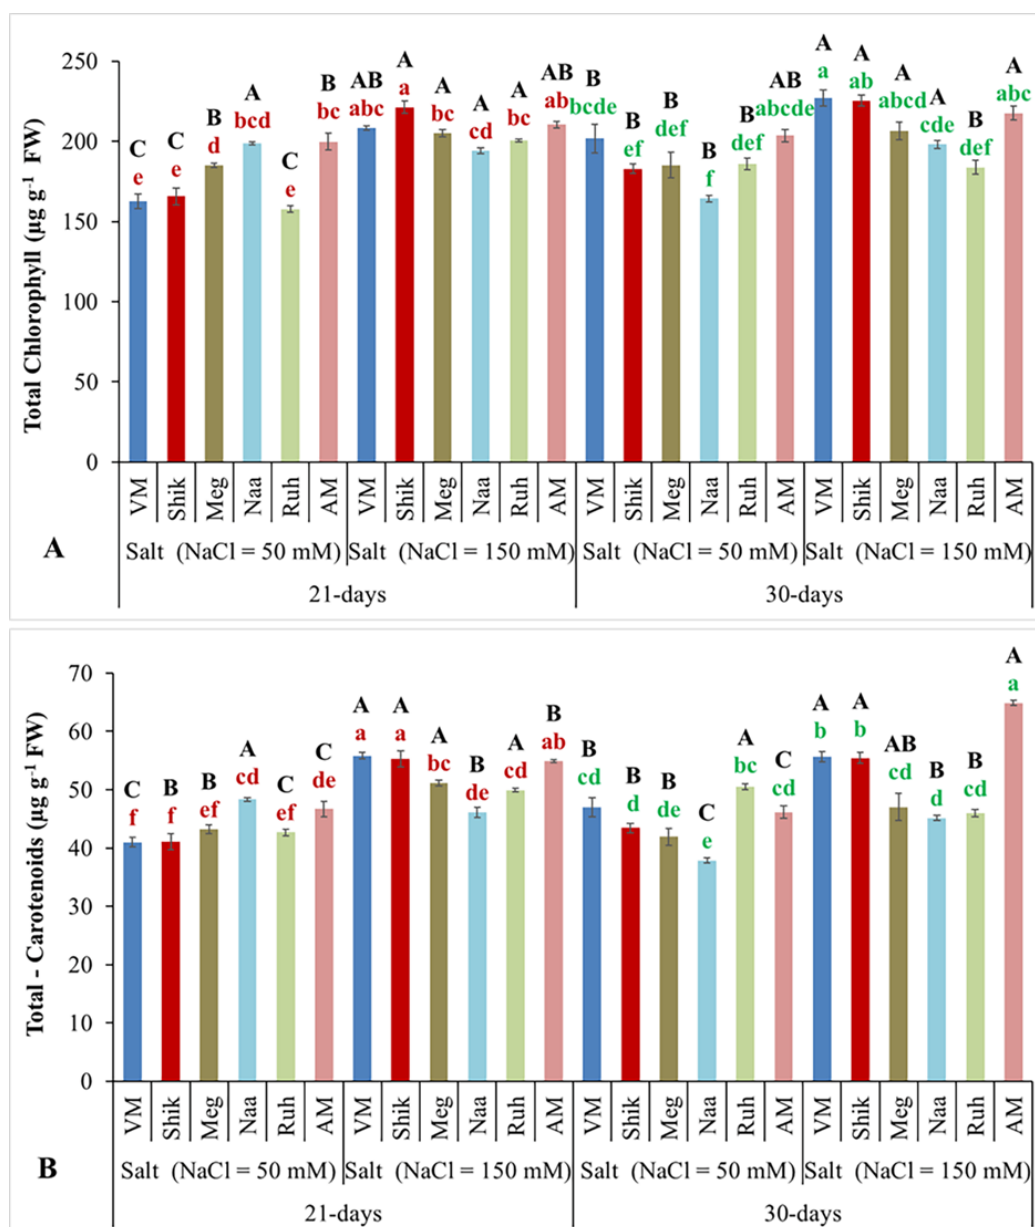 A A
A A A A
250 AB A A AB B AB a ab A abc
A B abc a bc A cd bc ab bcde B B abcde abcd cde B
200 C C B bcd bc C ef def B def def
e e d e f
150
100
50
0
Total Chlorophyll (µg g⁻¹ FW)
VM Shik Meg Naa Ruh AM VM Shik Meg Naa Ruh AM VM Shik Meg Naa Ruh AM VM Shik Meg Naa Ruh AM
A Salt (NaCl = 50 mM) Salt (NaCl = 150 mM) Salt (NaCl = 50 mM) Salt (NaCl = 150 mM)
21-days 30-days
70 A
a
A A B A A
60 A C a a A A ab B A b b AB
C B B cd C de bc B cd cd B B C bc C cd B B
50 f f ef ef de d de cd d cd
C
e
40
30
20
10
0
Total - Carotenoids (µg g⁻¹ FW)
VM Shik Meg Naa Ruh AM VM Shik Meg Naa Ruh AM VM Shik Meg Naa Ruh AM VM Shik Meg Naa Ruh AM
B Salt (NaCl = 50 mM) Salt (NaCl = 150 mM) Salt (NaCl = 50 mM) Salt (NaCl = 150 mM)
21-days 30-days